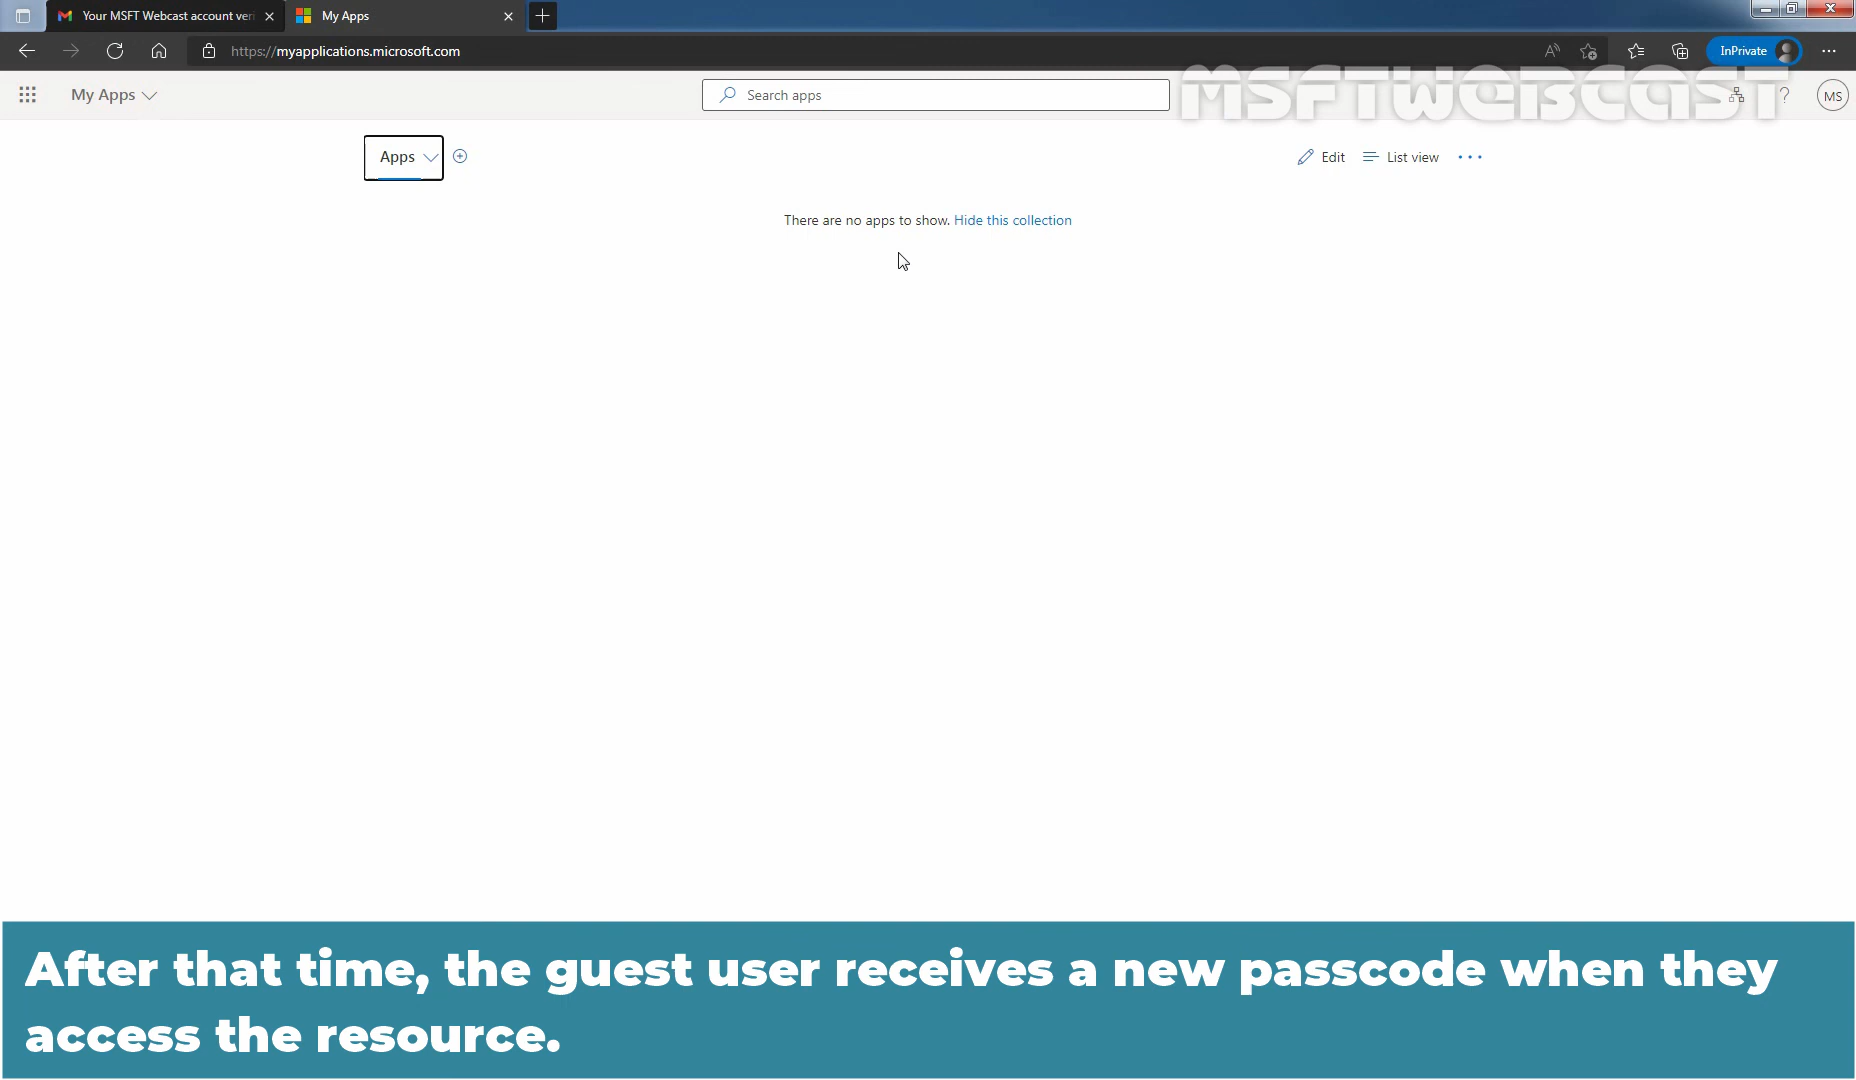 Your MSFT Webcast account veri
My Apps
https://myapplications.microsoft.com
InPrivate
My Apps
Search apps
MSFTWEBCAST
MS
Apps
Edit
List view
There are no apps to show. Hide this collection
After that time, the guest user receives a new passcode when they
access the resource.